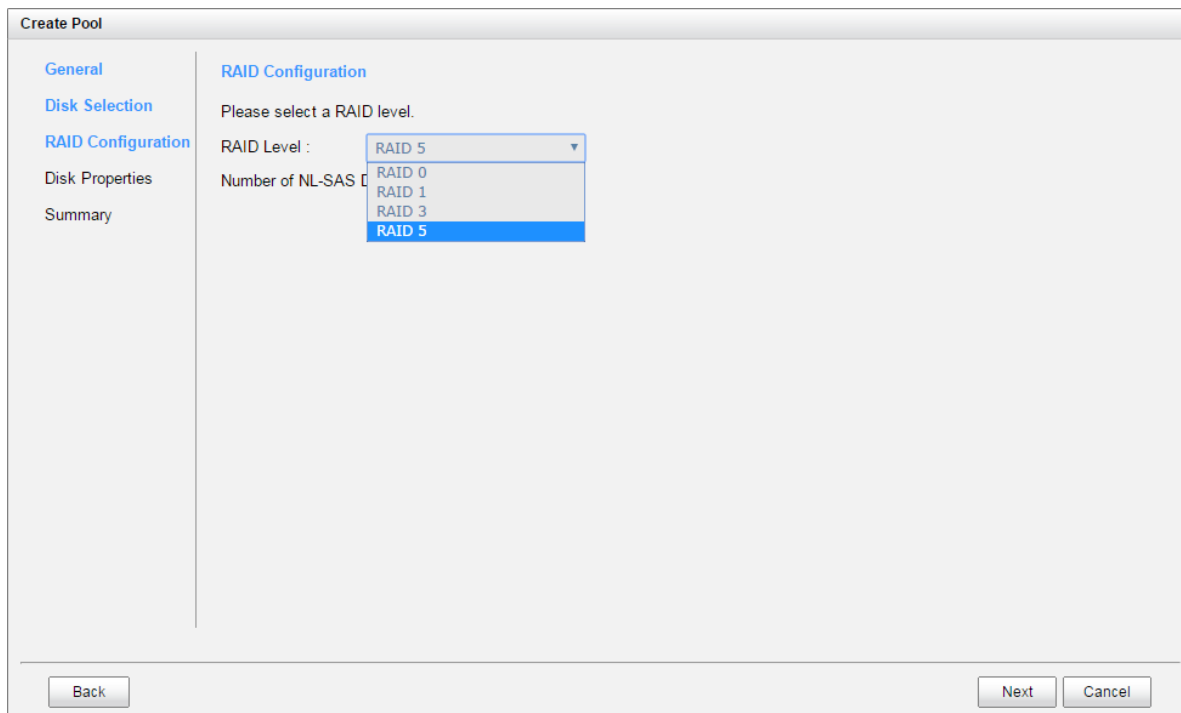 Create Pool
General
Disk Selection
RAID Configuration
Disk Properties
Summary
RAID Configuration
Please select a RAID level.
RAID Level :
RAID 5
Number of NL-SAS
RAID 0
RAID 1
RAID 3
RAID 5
Back
Next
Cancel